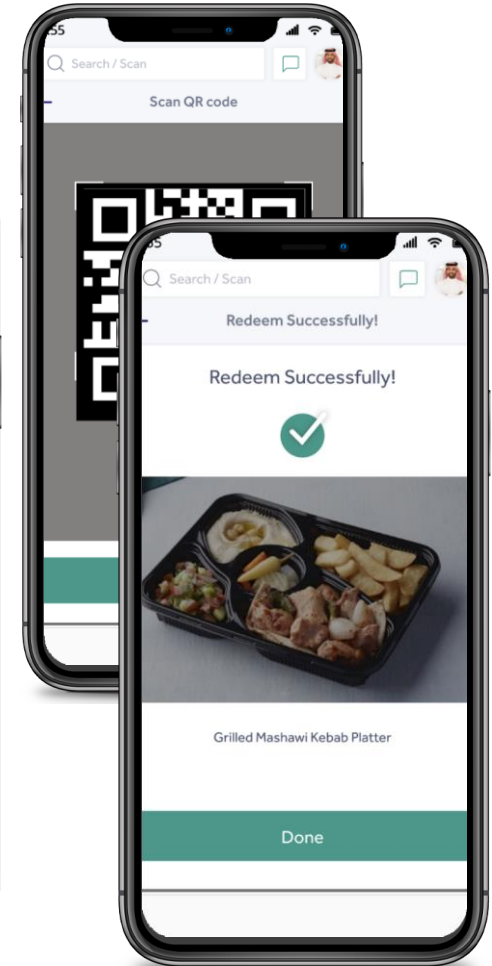 Search / Scan
Scan QR code
Search / Scan
Redeem Successfully!
Redeem Successfully!
Grilled Mashawi Kebab Platter
Done